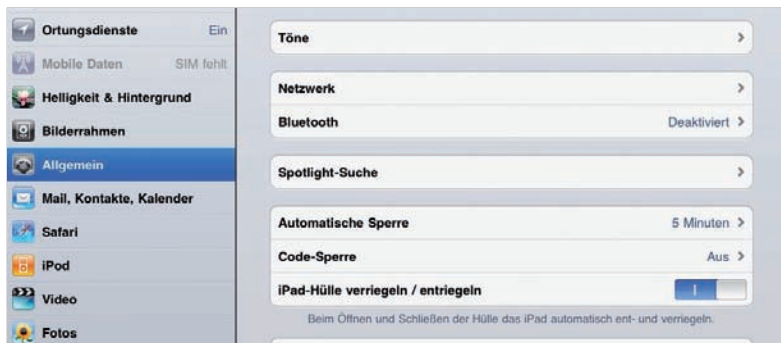 Ortungsdienste Ein
Mobile Daten SIM fehlt
Helligkeit & Hintergrund
Bilderrahmen
Allgemein
Mail, Kontakte, Kalender
Safari
iPod
Video
Fotos
Töne
Netzwerk
Bluetooth Deaktiviert
Spotlight-Suche
Automatische Sperre 5 Minuten
Code-Sperre Aus
iPad-Hülle verriegeln / entriegeln
Beim Öffnen und Schließen der Hülle das iPad automatisch ent- und verriegeln.